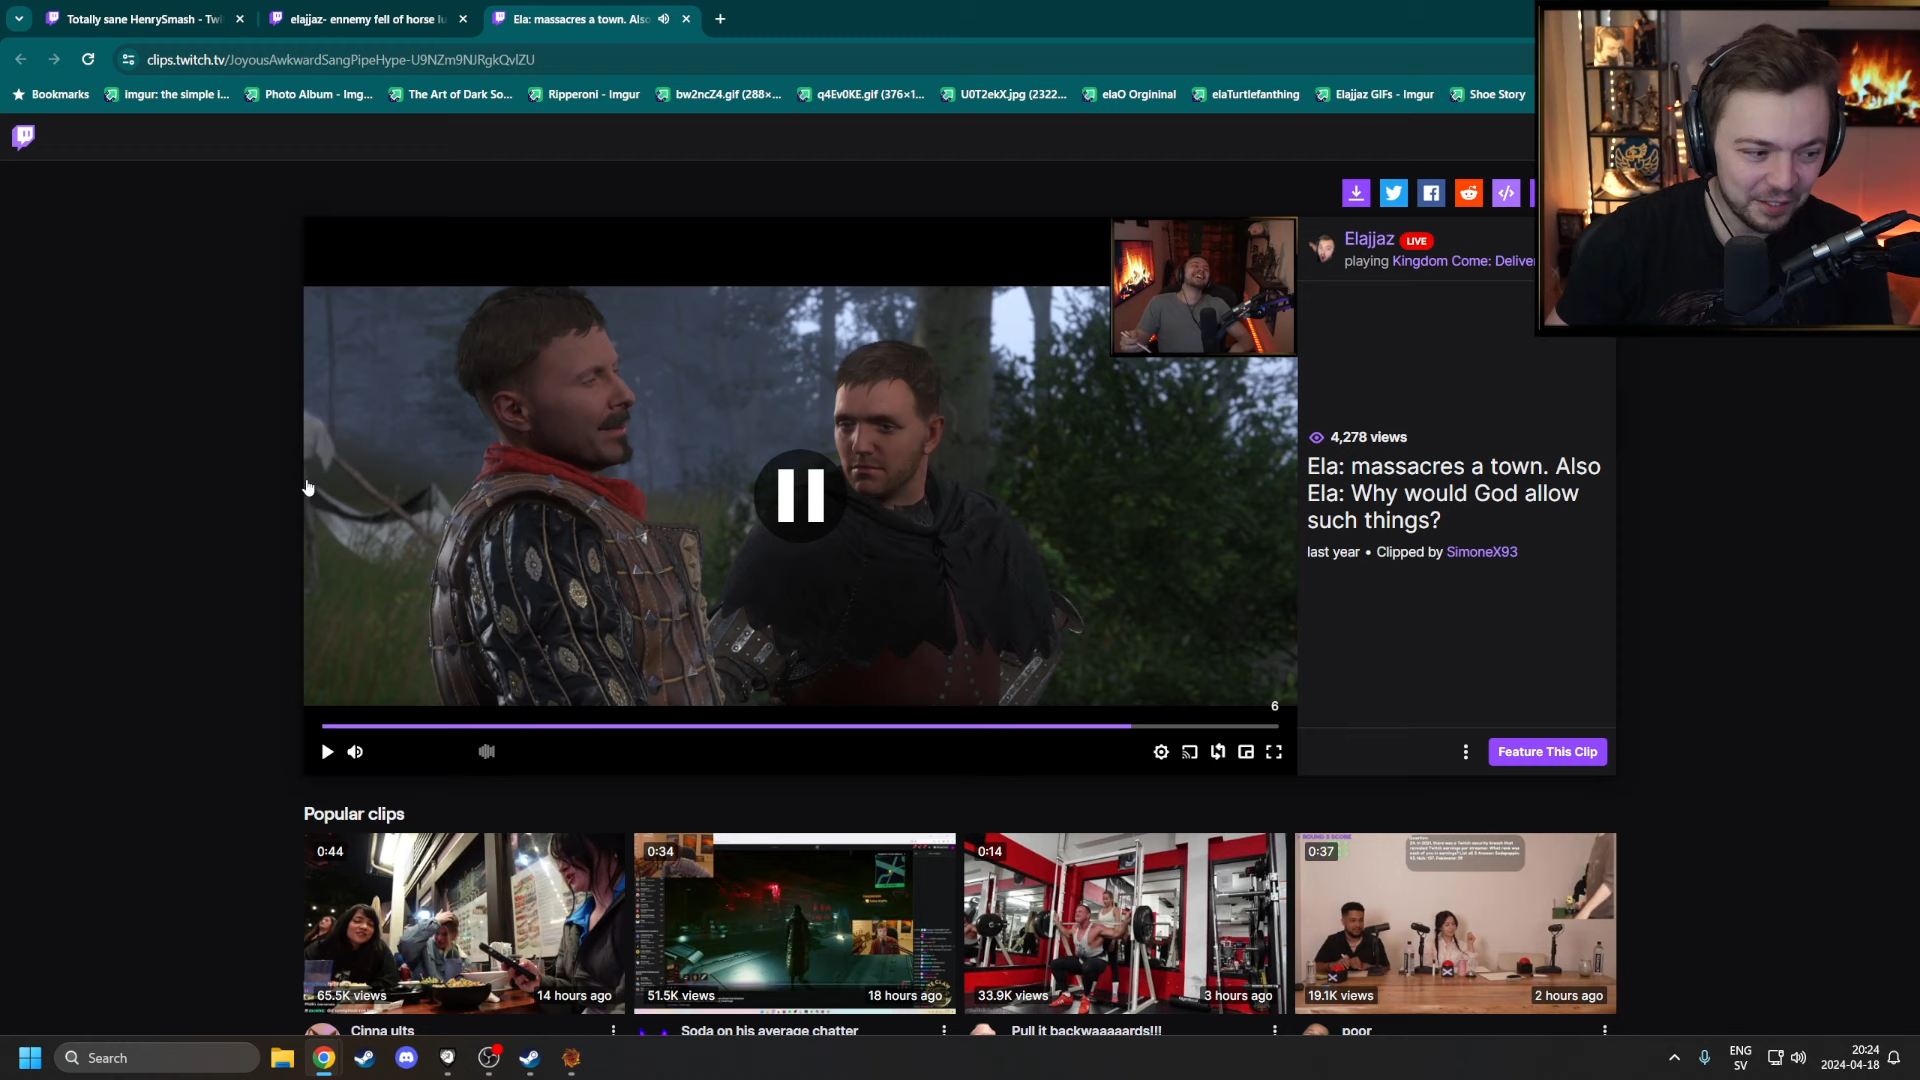 Totally sane HenrySmash - Twi
elajjaz- ennemy fell of horse lu
Ela: massacres a town. Also
clips.twitch.tv/JoyousAwkwardSangPipeHype-U9NZm9NJRgkQvlZU
Bookmarks
imgur: the simple i...
Photo Album - Img...
The Art of Dark So...
Ripperoni - Imgur
bw2ncZ4.gif (288×...
q4Ev0KE.gif (376×1...
U0T2ekX.jpg (2322...
elaO Orgininal
elaTurtlefanthing
Elajjaz GIFs - Imgur
Shoe Story
Elajjaz LIVE
playing Kingdom Come: Deliver
4,278 views
Ela: massacres a town. Also
Ela: Why would God allow
such things?
last year • Clipped by SimoneX93
6
Feature This Clip
Popular clips
0:44
65.5K views
14 hours ago
0:34
51.5K views
18 hours ago
0:14
33.9K views
3 hours ago
0:37
19.1K views
2 hours ago
Cinna ults
Soda on his average chatter
Pull it backwaaaaards!!!
poor
Search
ENG
SV
20:24
2024-04-18